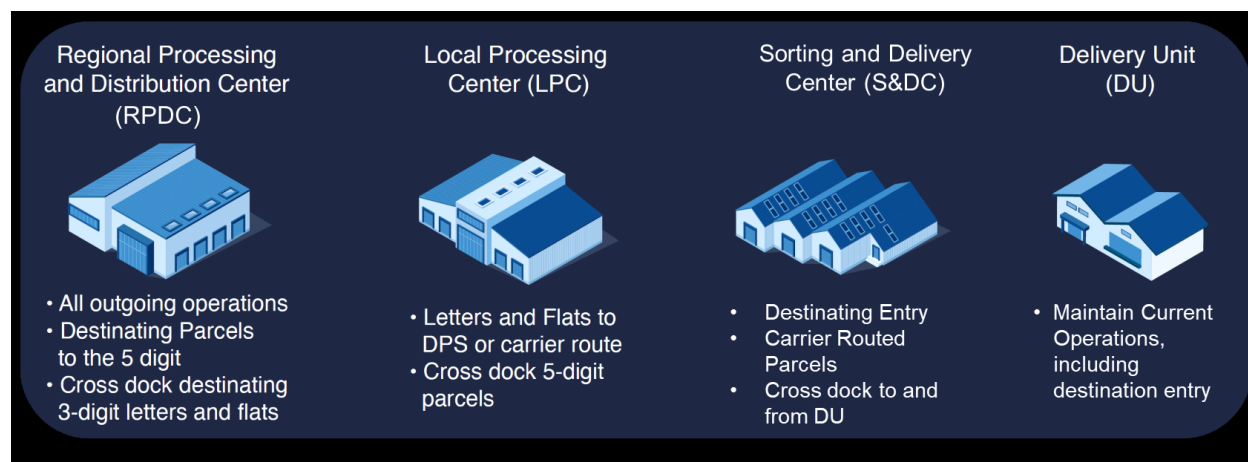 Regional Processing
and Distribution Center
(RPDC)
• All outgoing operations
• Destinating Parcels
to the 5 digit
• Cross dock destinating
3-digit letters and flats
Local Processing
Center (LPC)
• Letters and Flats to
DPS or carrier route
• Cross dock 5-digit
parcels
Sorting and Delivery
Center (S&DC)
• Destinating Entry
• Carrier Routed
Parcels
• Cross dock to and
from DU
Delivery Unit
(DU)
• Maintain Current
Operations,
including
destination entry